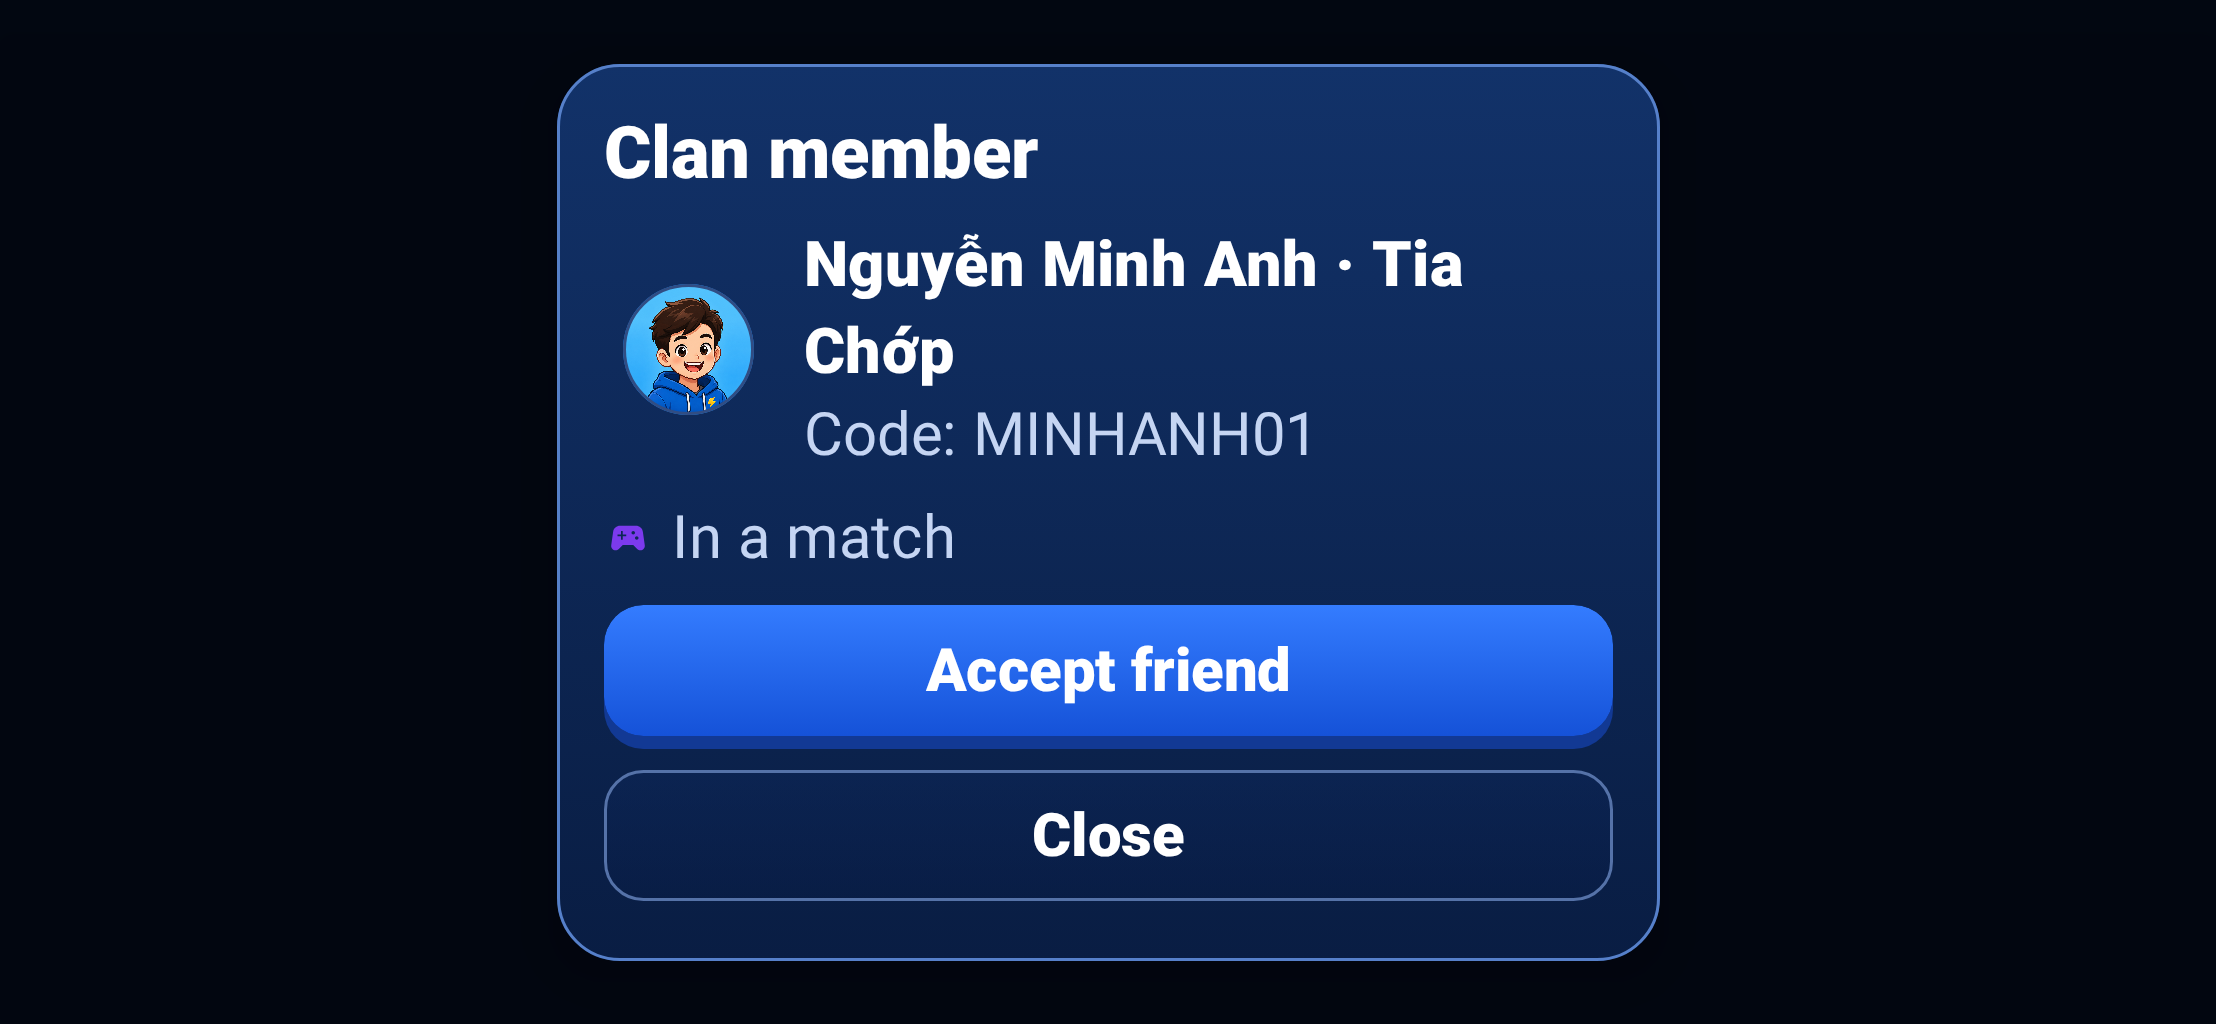 Clan member
Nguyễn Minh Anh · Tia
Chớp
Code: MINHANH01
In a match
Accept friend
Close